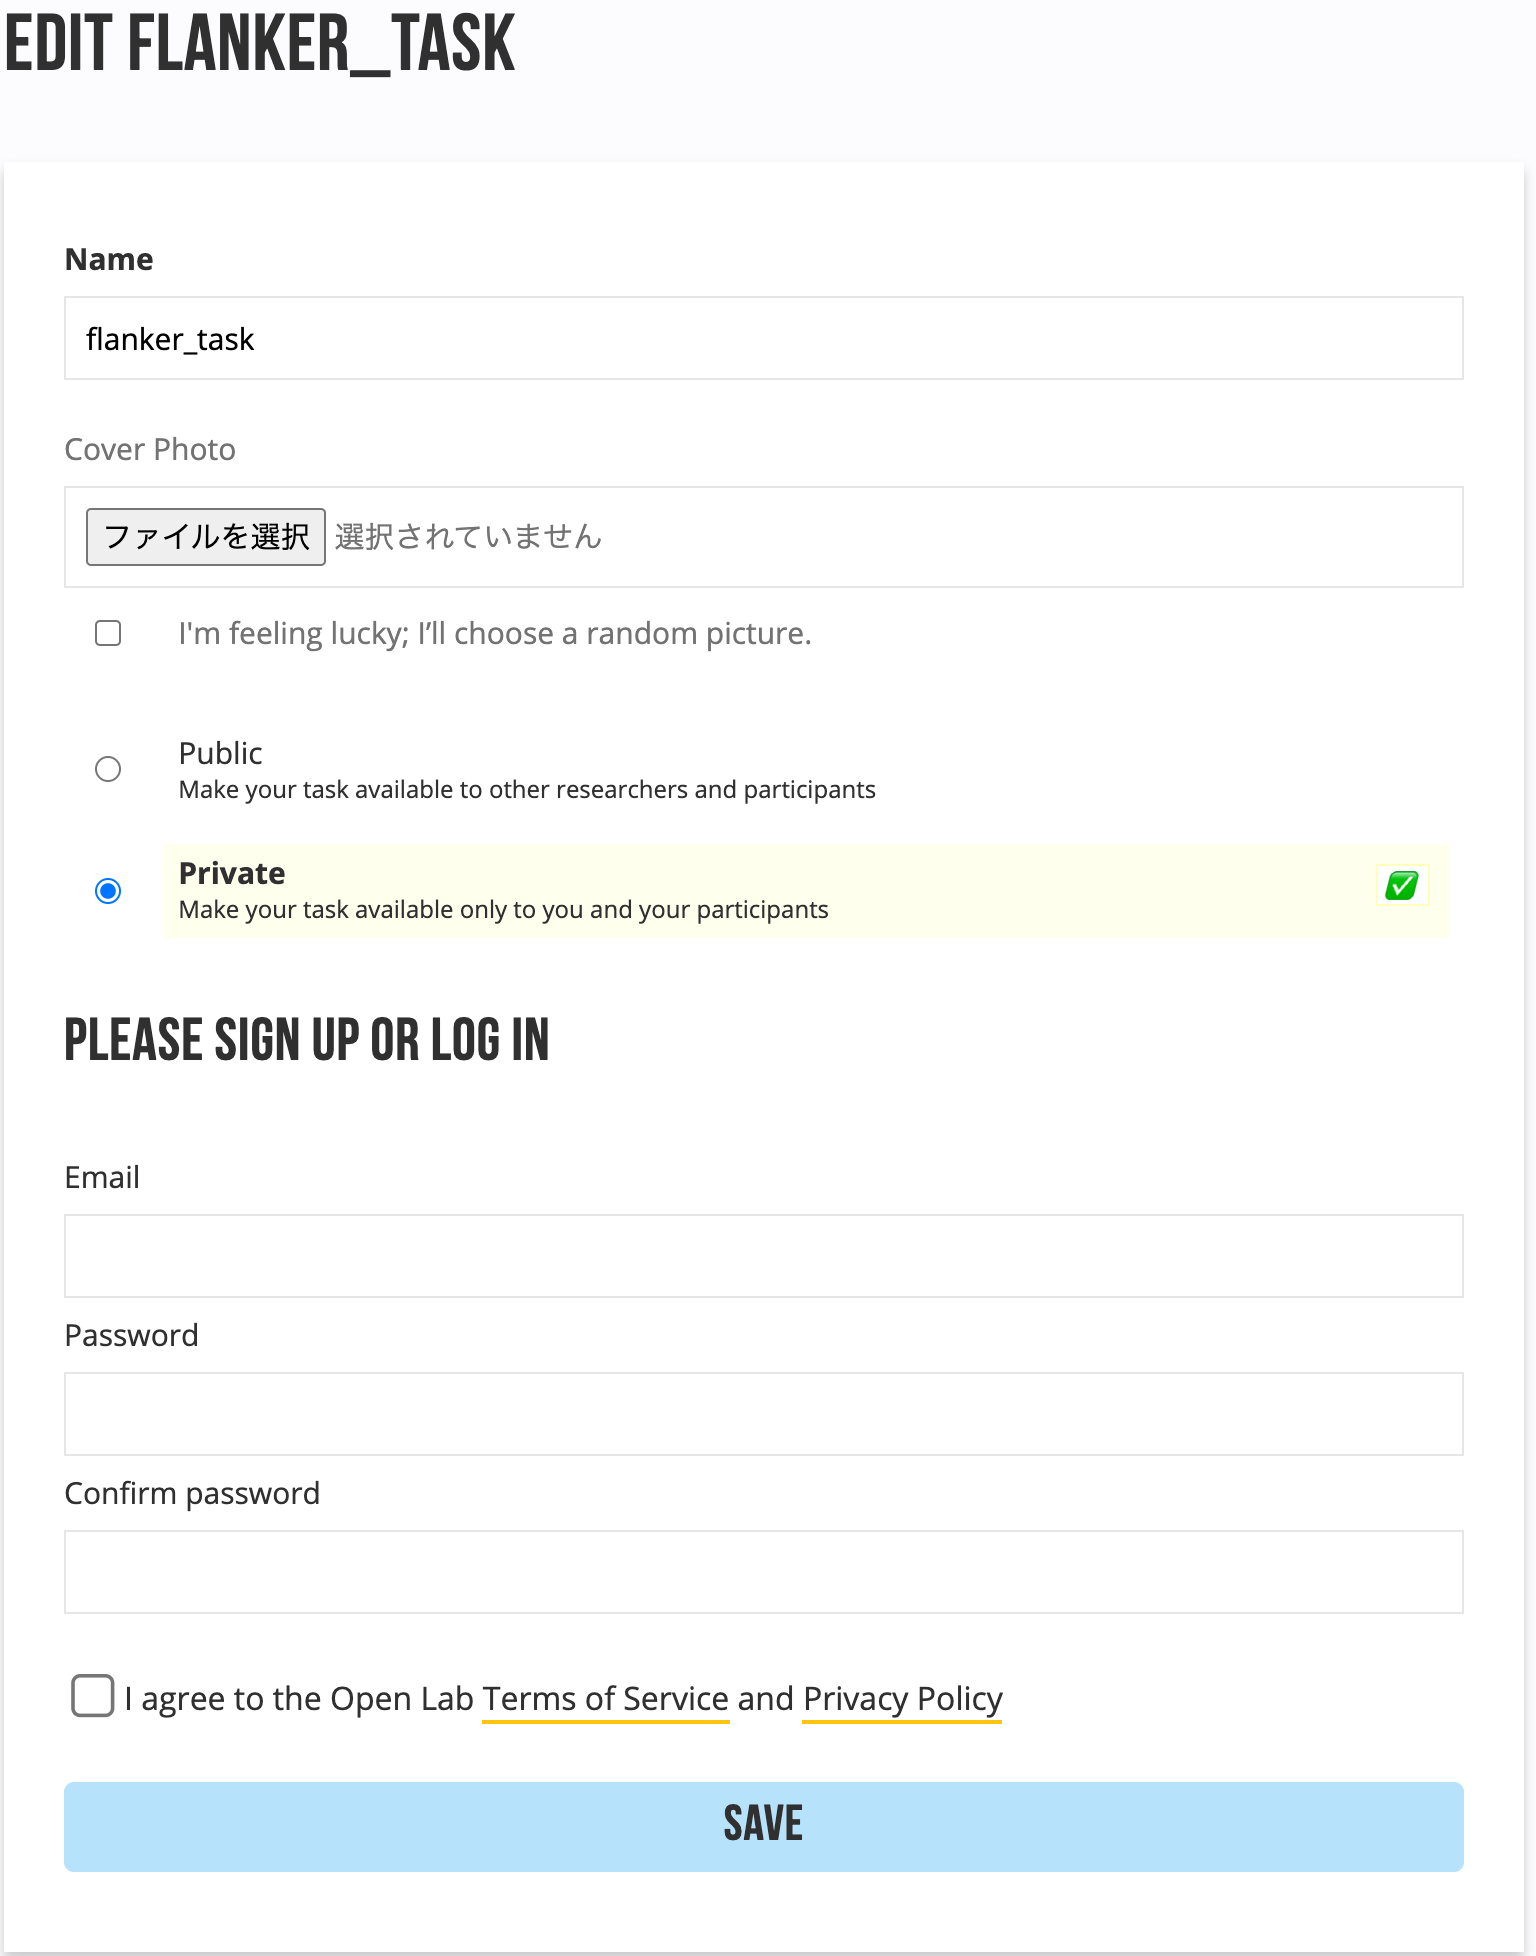 EDIT FLANKER_TASK
Name
flanker_task
Cover Photo
ファイルを選択 選択されていません
I'm feeling lucky; I’ll choose a random picture.
Public
Make your task available to other researchers and participants
Private
Make your task available only to you and your participants
PLEASE SIGN UP OR LOG IN
Email
Password
Confirm password
I agree to the Open Lab Terms of Service and Privacy Policy
SAVE